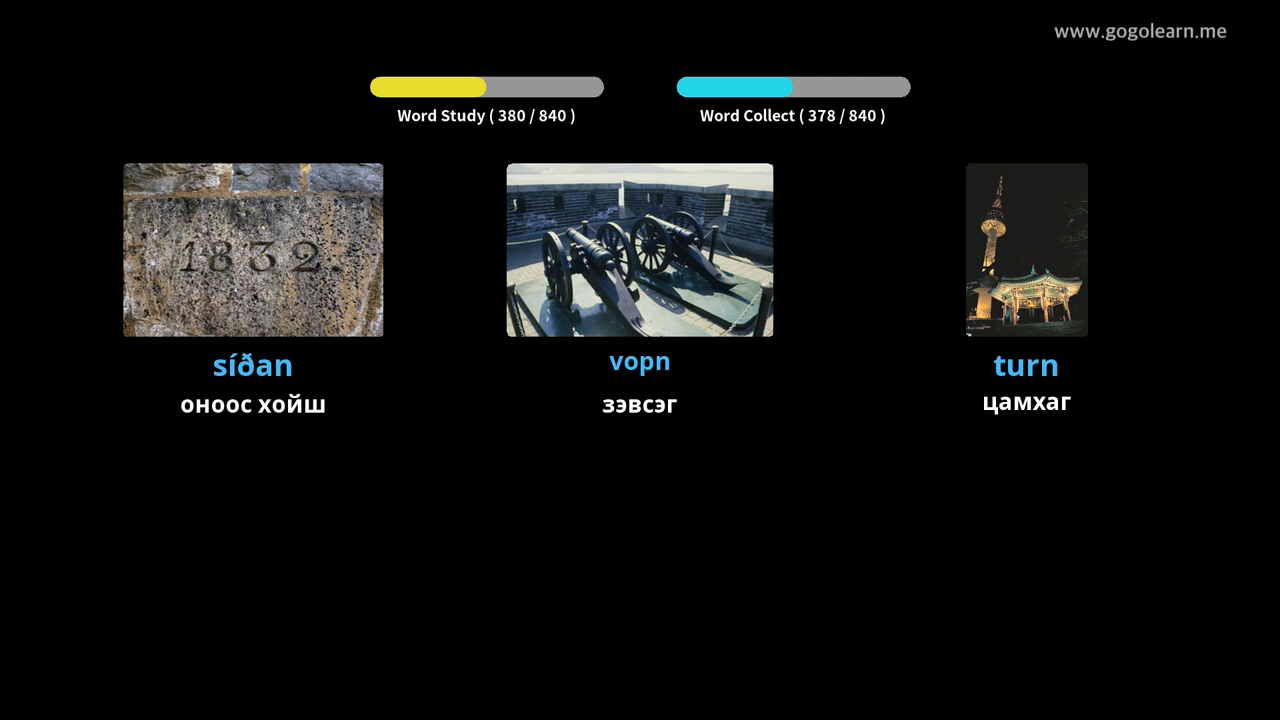 www.gogolearn.me
Word Study ( 380 / 840 )
Word Collect ( 378 / 840 )
1832.
síðan
vopn
turn
оноос хойш
зэвсэг
цамхаг